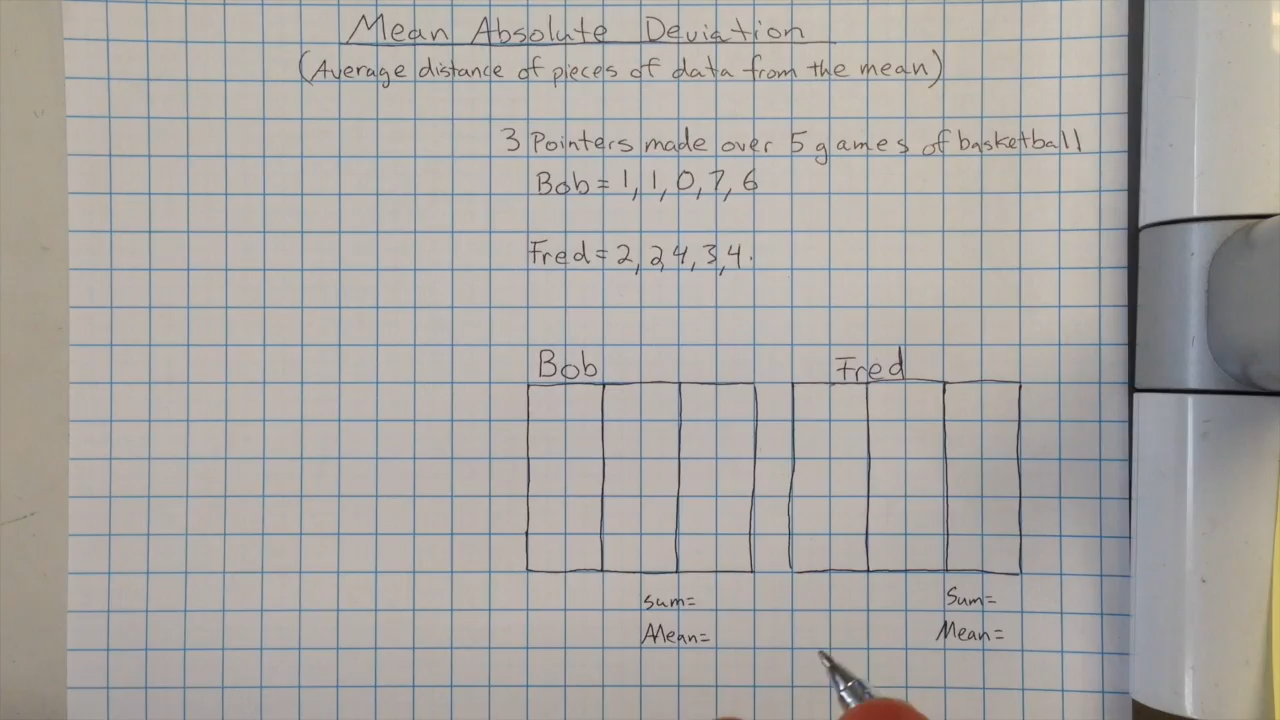 Mean Absolute Deviation
(Average distance of pieces of data from the mean)
3 Pointers made over 5 games of basketball
Bob = 1, 1, 0, 7, 6
Fred = 2, 2 4, 3, 4.
Bob Fred
sum= Sum=
Mean= Mean=